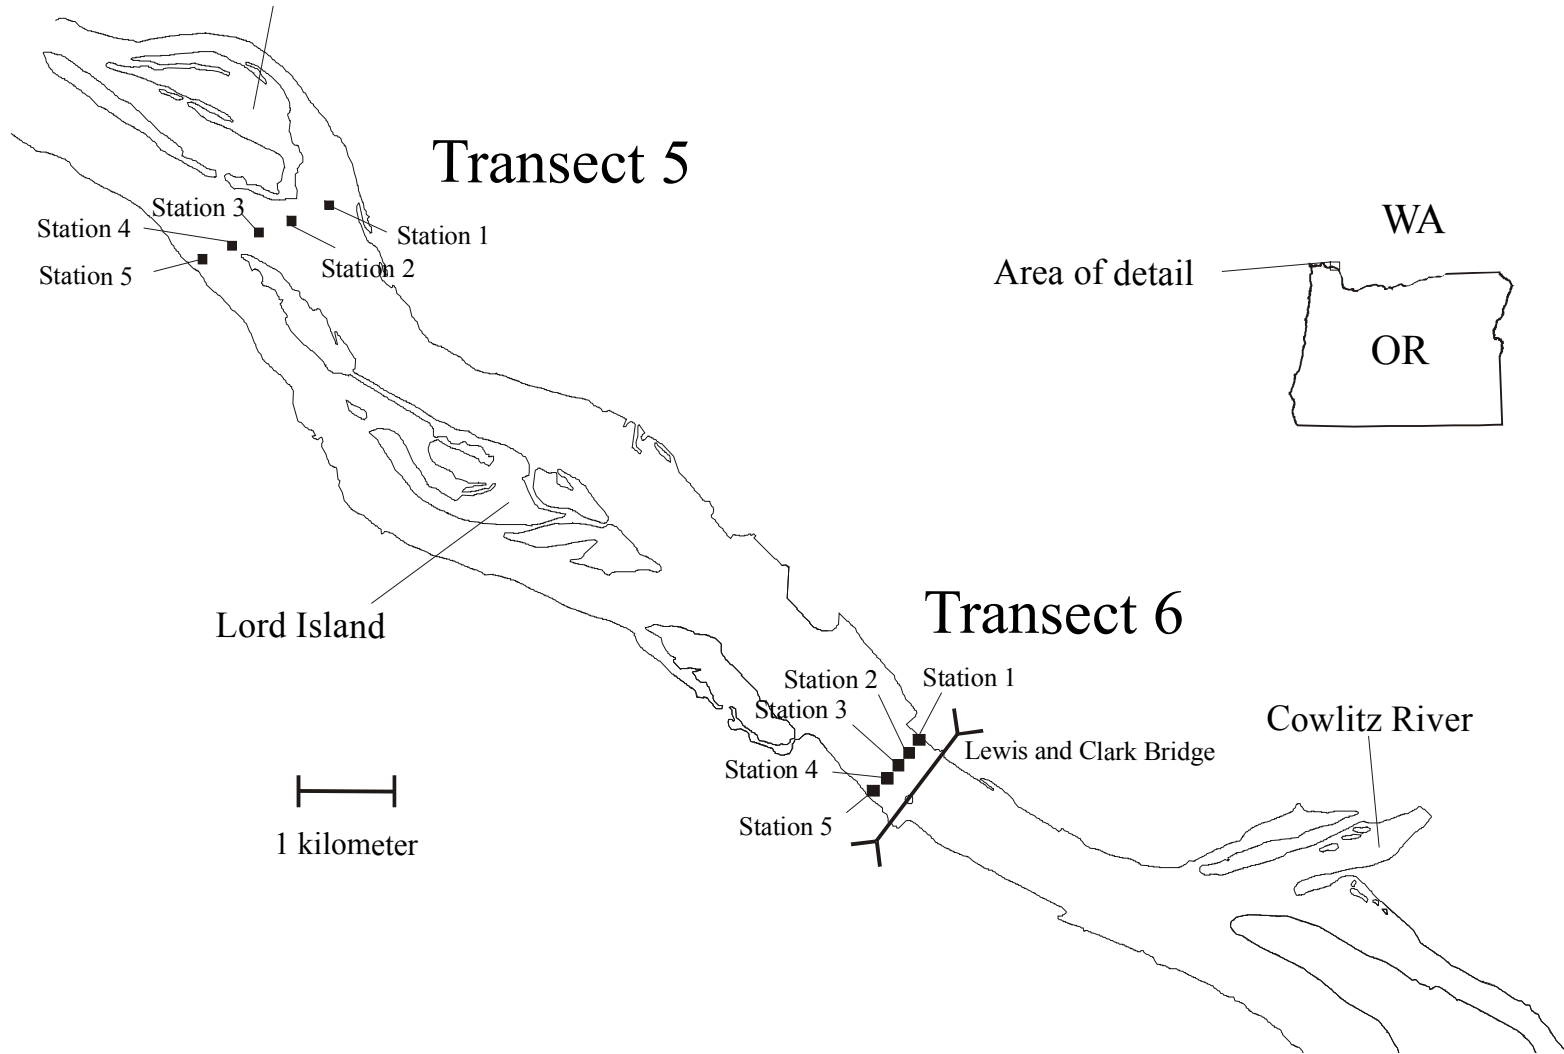 Transect 5
Station 3
Station 4
Station 1
Station 2
Station 5
WA
Area of detail
OR
Lord Island
Transect 6
Station 2
Station 1
Station 3
Cowlitz River
Lewis and Clark Bridge
Station 4
Station 5
1 kilometer